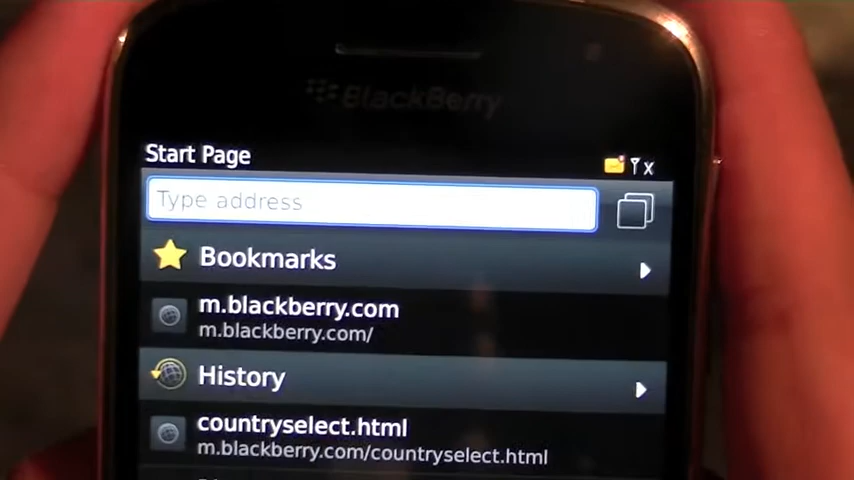 BlackBerry
Start Page
Type address
Bookmarks
m.blackberry.com
m.blackberry.com/
History
countryselect.html
m.blackberry.com/countryselect.html